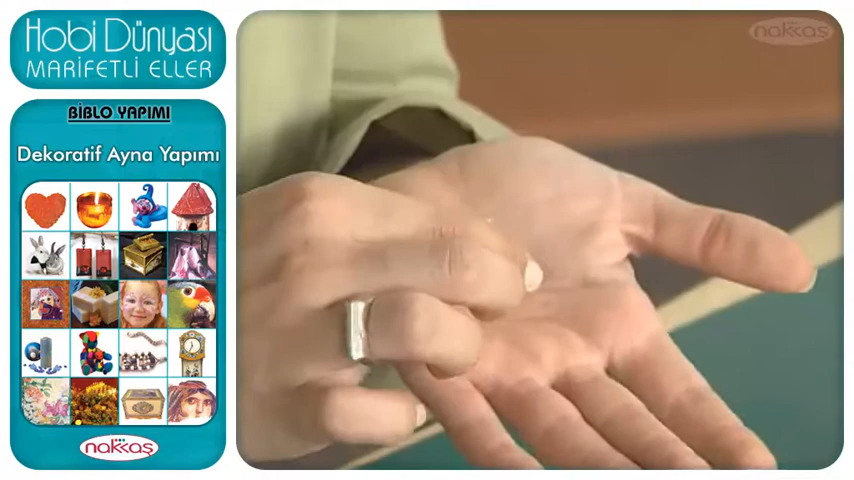 Hobi Dünyası
MARİFETLİ ELLER
BİBLO YAPIMI
Dekoratif Ayna Yapımı
nakkaş
nakkaş